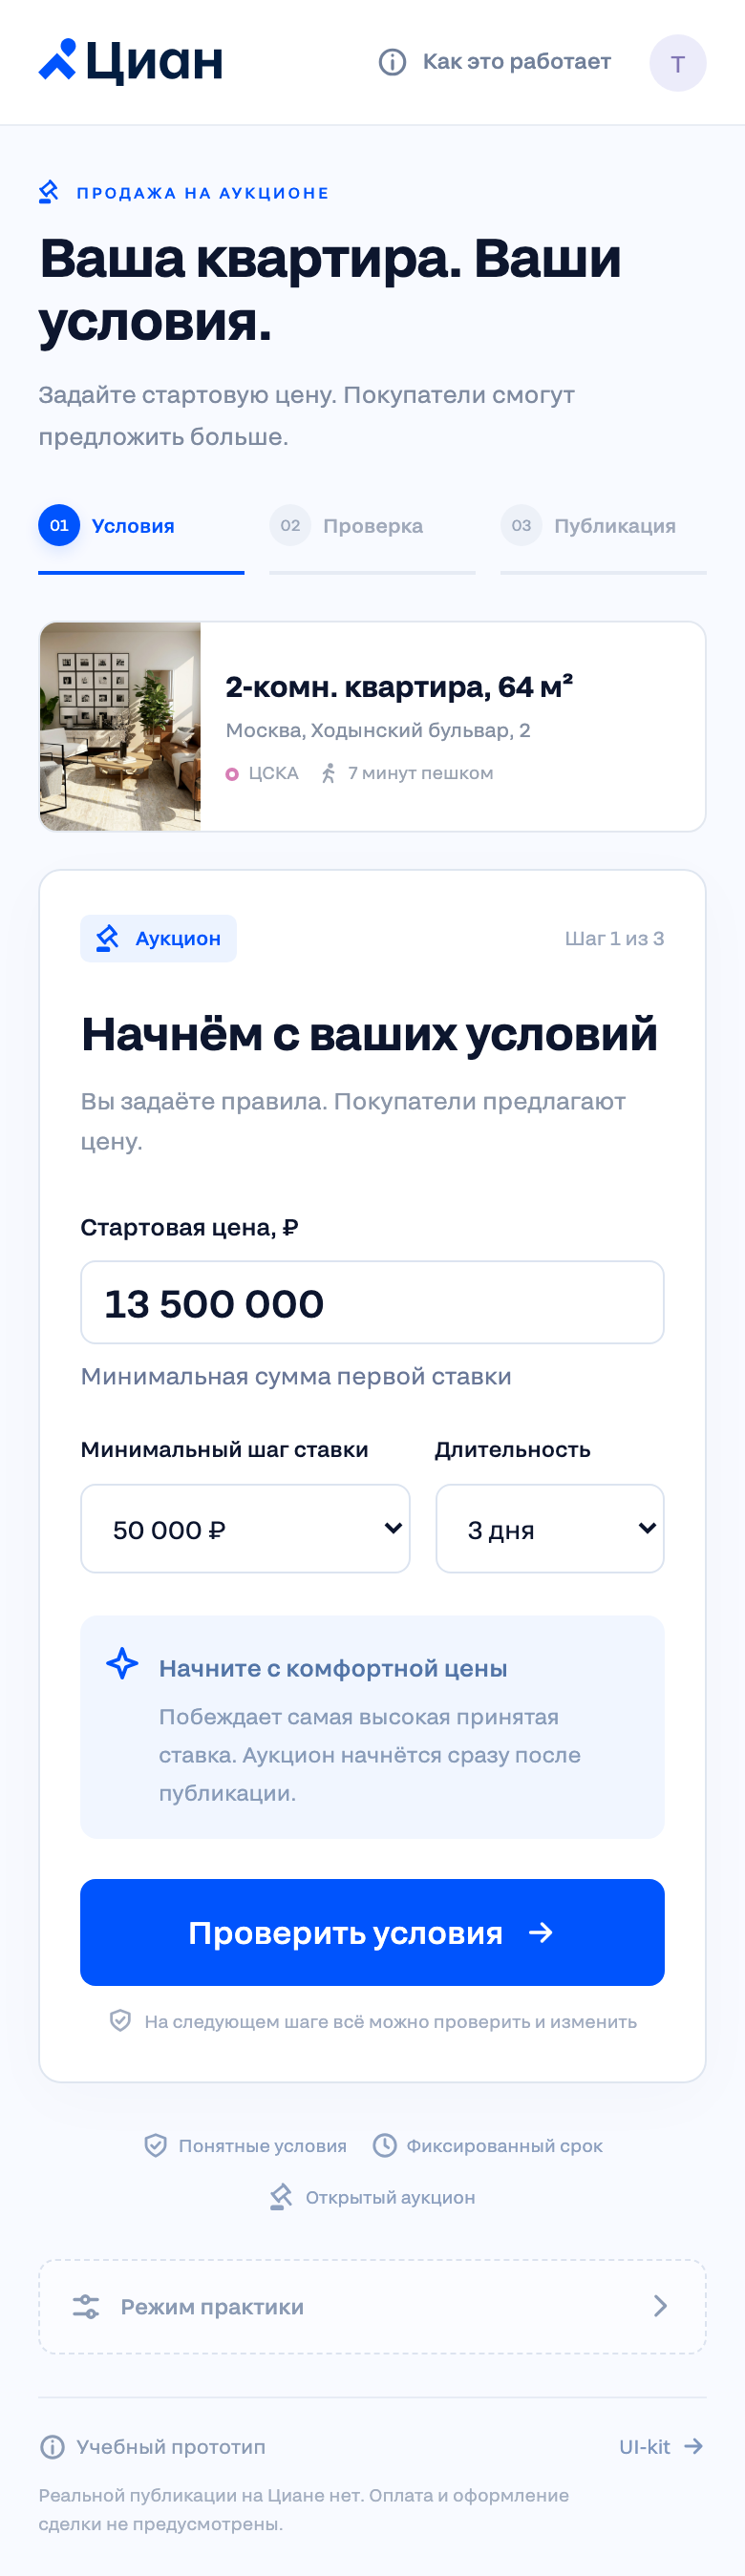 Циан
Как это работает
Т
ПРОДАЖА НА АУКЦИОНЕ
Ваша квартира. Ваши
условия.
Задайте стартовую цену. Покупатели смогут
предложить больше.
01 Условия
02 Проверка
03 Публикация
2-комн. квартира, 64 м²
Москва, Ходынский бульвар, 2
ЦСКА 7 минут пешком
Аукцион
Шаг 1 из 3
Начнём с ваших условий
Вы задаёте правила. Покупатели предлагают
цену.
Стартовая цена, ₽
13 500 000
Минимальная сумма первой ставки
Минимальный шаг ставки
Длительность
50 000 ₽
3 дня
Начните с комфортной цены
Побеждает самая высокая принятая
ставка. Аукцион начнётся сразу после
публикации.
Проверить условия
На следующем шаге всё можно проверить и изменить
Понятные условия
Фиксированный срок
Открытый аукцион
Режим практики
Учебный прототип
UI-kit
Реальной публикации на Циане нет. Оплата и оформление
сделки не предусмотрены.